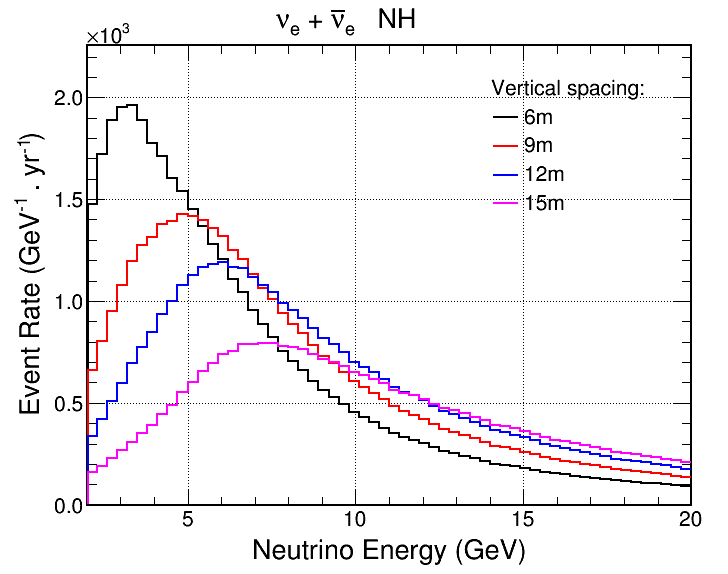 νₑ + ν̄ₑ NH
×10³
Event Rate (GeV⁻¹ . yr⁻¹)
2.0
1.5
1.0
0.5
0.0
Vertical spacing:
6m
9m
12m
15m
5 10 15 20
Neutrino Energy (GeV)